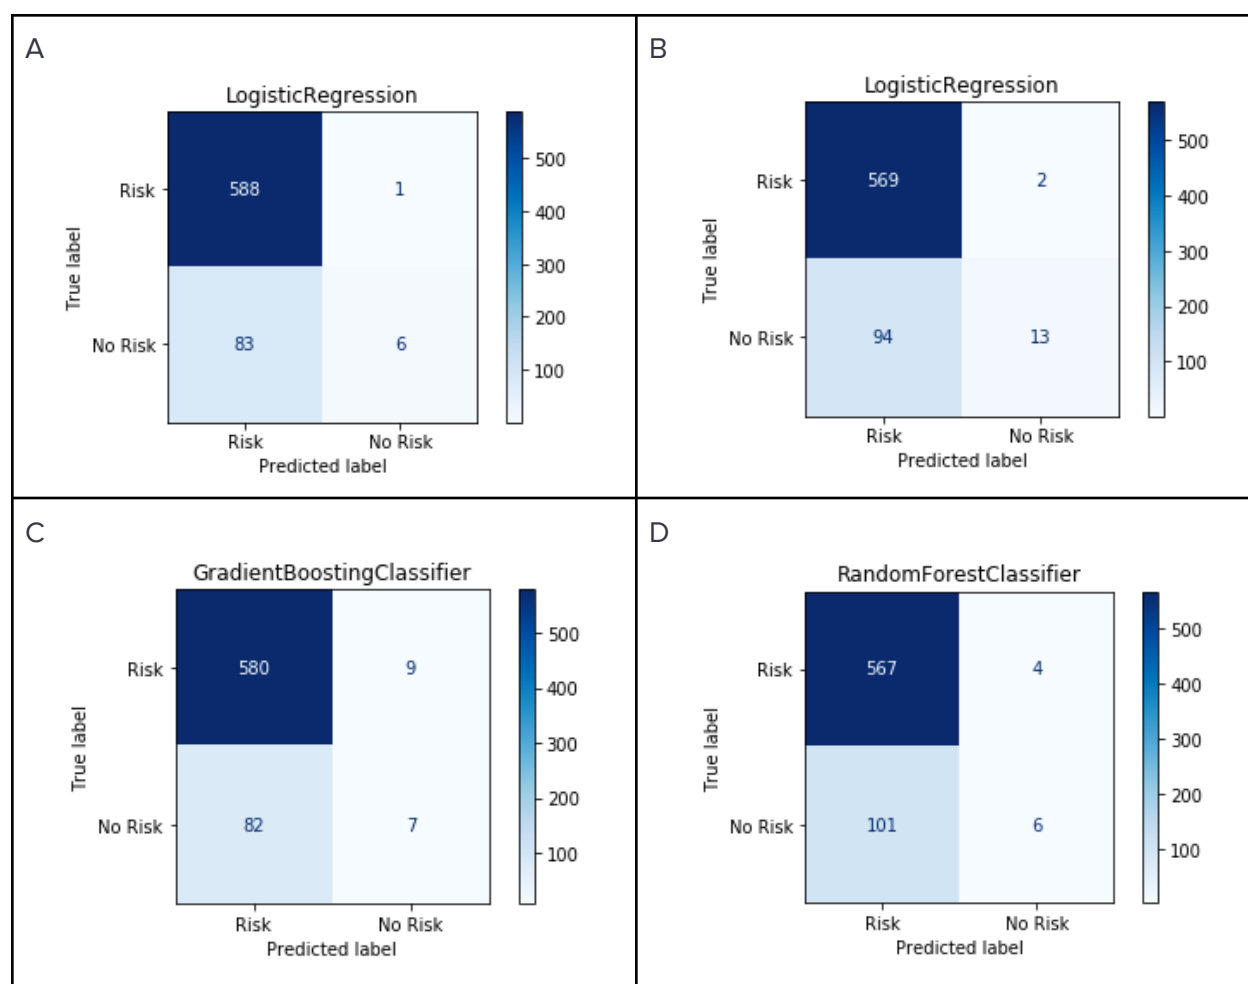 A
LogisticRegression
Risk
588
1
No Risk
83
6
True label
Risk
No Risk
Predicted label
500
400
300
200
100
B
LogisticRegression
Risk
569
2
No Risk
94
13
True label
Risk
No Risk
Predicted label
500
400
300
200
100
C
GradientBoostingClassifier
Risk
580
9
No Risk
82
7
True label
Risk
No Risk
Predicted label
500
400
300
200
100
D
RandomForestClassifier
Risk
567
4
No Risk
101
6
True label
Risk
No Risk
Predicted label
500
400
300
200
100